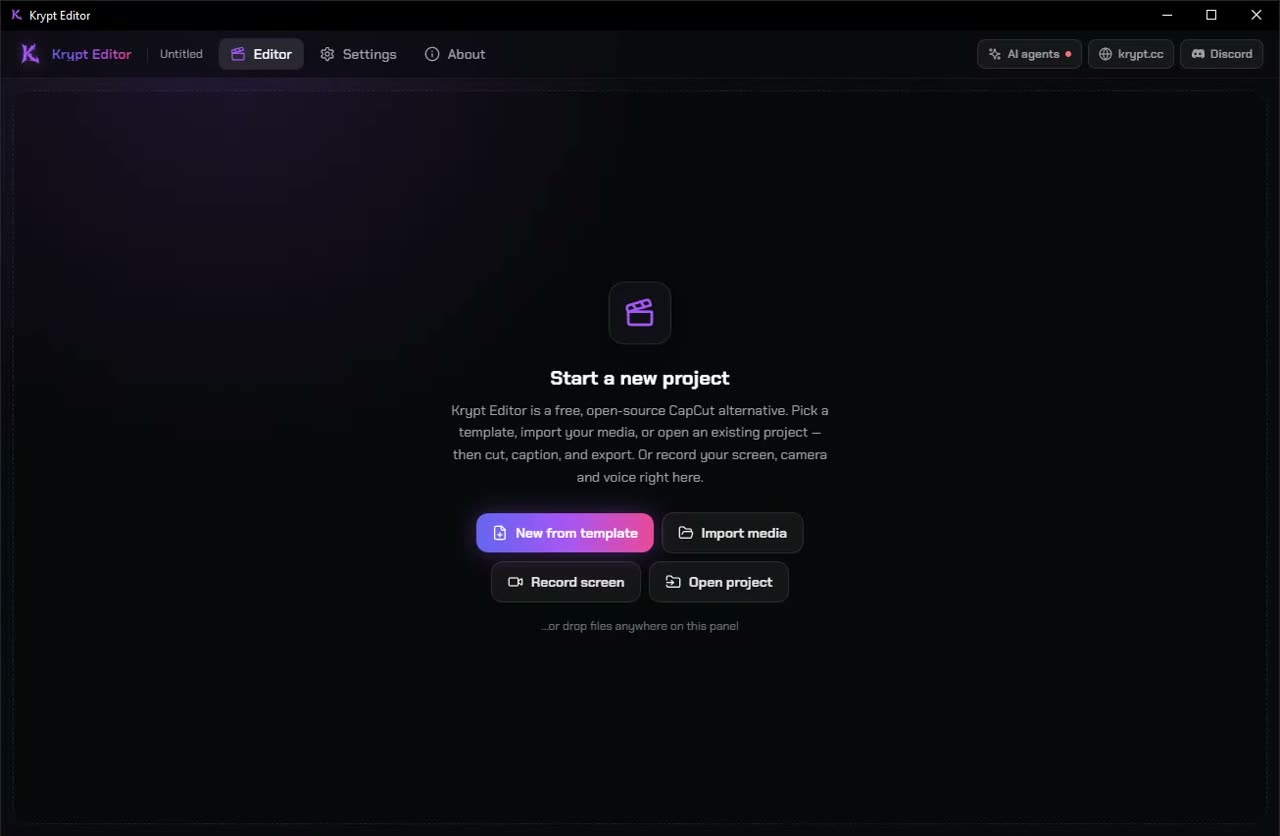 Krypt Editor
Krypt Editor
Untitled
Editor
Settings
About
AI agents
krypt.cc
Discord
Start a new project
Krypt Editor is a free, open-source CapCut alternative. Pick a
template, import your media, or open an existing project —
then cut, caption, and export. Or record your screen, camera
and voice right here.
New from template
Import media
Record screen
Open project
...or drop files anywhere on this panel